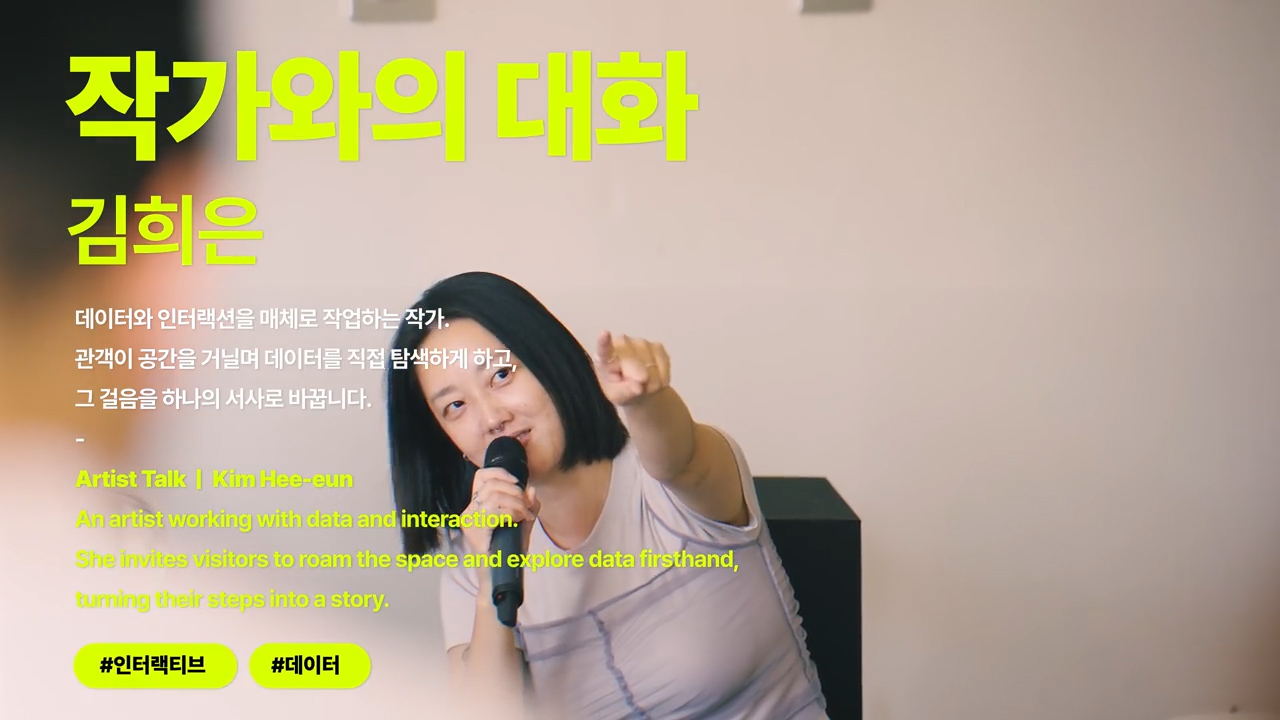 작가와의 대화
김희은
데이터와 인터랙션을 매체로 작업하는 작가.
관객이 공간을 거닐며 데이터를 직접 탐색하게 하고,
그 걸음을 하나의 서사로 바꿉니다.
-
Artist Talk | Kim Hee-eun
An artist working with data and interaction.
She invites visitors to roam the space and explore data firsthand,
turning their steps into a story.
#인터랙티브 #데이터